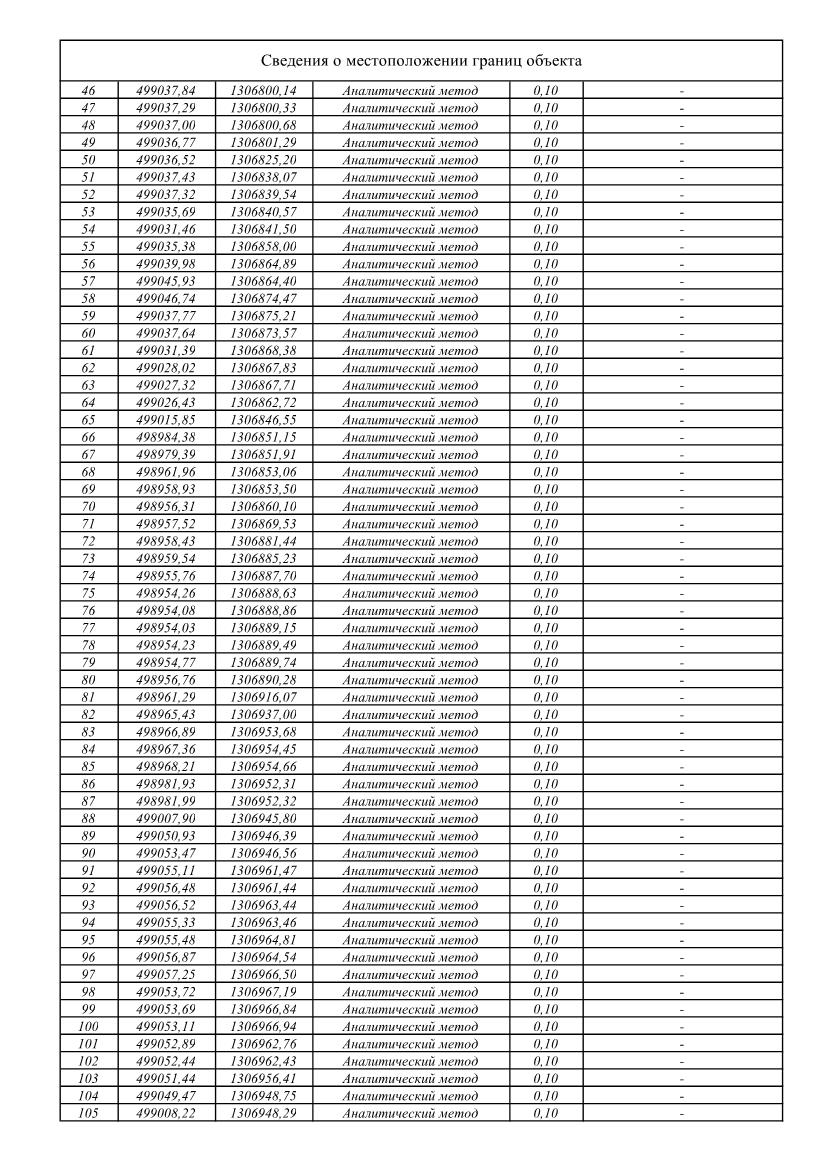 Сведения о местоположении границ объекта
46 499037,84 1306800,14 Аналитический метод 0,10 -
47 499037,29 1306800,33 Аналитический метод 0,10 -
48 499037,00 1306800,68 Аналитический метод 0,10 -
49 499036,77 1306801,29 Аналитический метод 0,10 -
50 499036,52 1306825,20 Аналитический метод 0,10 -
51 499037,43 1306838,07 Аналитический метод 0,10 -
52 499037,32 1306839,54 Аналитический метод 0,10 -
53 499035,69 1306840,57 Аналитический метод 0,10 -
54 499031,46 1306841,50 Аналитический метод 0,10 -
55 499035,38 1306858,00 Аналитический метод 0,10 -
56 499039,98 1306864,89 Аналитический метод 0,10 -
57 499045,93 1306864,40 Аналитический метод 0,10 -
58 499046,74 1306874,47 Аналитический метод 0,10 -
59 499037,77 1306875,21 Аналитический метод 0,10 -
60 499037,64 1306873,57 Аналитический метод 0,10 -
61 499031,39 1306868,38 Аналитический метод 0,10 -
62 499028,02 1306867,83 Аналитический метод 0,10 -
63 499027,32 1306867,71 Аналитический метод 0,10 -
64 499026,43 1306862,72 Аналитический метод 0,10 -
65 499015,85 1306846,55 Аналитический метод 0,10 -
66 498984,38 1306851,15 Аналитический метод 0,10 -
67 498979,39 1306851,91 Аналитический метод 0,10 -
68 498961,96 1306853,06 Аналитический метод 0,10 -
69 498958,93 1306853,50 Аналитический метод 0,10 -
70 498956,31 1306860,10 Аналитический метод 0,10 -
71 498957,52 1306869,53 Аналитический метод 0,10 -
72 498958,43 1306881,44 Аналитический метод 0,10 -
73 498959,54 1306885,23 Аналитический метод 0,10 -
74 498955,76 1306887,70 Аналитический метод 0,10 -
75 498954,26 1306888,63 Аналитический метод 0,10 -
76 498954,08 1306888,86 Аналитический метод 0,10 -
77 498954,03 1306889,15 Аналитический метод 0,10 -
78 498954,23 1306889,49 Аналитический метод 0,10 -
79 498954,77 1306889,74 Аналитический метод 0,10 -
80 498956,76 1306890,28 Аналитический метод 0,10 -
81 498961,29 1306916,07 Аналитический метод 0,10 -
82 498965,43 1306937,00 Аналитический метод 0,10 -
83 498966,89 1306953,68 Аналитический метод 0,10 -
84 498967,36 1306954,45 Аналитический метод 0,10 -
85 498968,21 1306954,66 Аналитический метод 0,10 -
86 498981,93 1306952,31 Аналитический метод 0,10 -
87 498981,99 1306952,32 Аналитический метод 0,10 -
88 499007,90 1306945,80 Аналитический метод 0,10 -
89 499050,93 1306946,39 Аналитический метод 0,10 -
90 499053,47 1306946,56 Аналитический метод 0,10 -
91 499055,11 1306961,47 Аналитический метод 0,10 -
92 499056,48 1306961,44 Аналитический метод 0,10 -
93 499056,52 1306963,44 Аналитический метод 0,10 -
94 499055,33 1306963,46 Аналитический метод 0,10 -
95 499055,48 1306964,81 Аналитический метод 0,10 -
96 499056,87 1306964,54 Аналитический метод 0,10 -
97 499057,25 1306966,50 Аналитический метод 0,10 -
98 499053,72 1306967,19 Аналитический метод 0,10 -
99 499053,69 1306966,84 Аналитический метод 0,10 -
100 499053,11 1306966,94 Аналитический метод 0,10 -
101 499052,89 1306962,76 Аналитический метод 0,10 -
102 499052,44 1306962,43 Аналитический метод 0,10 -
103 499051,44 1306956,41 Аналитический метод 0,10 -
104 499049,47 1306948,75 Аналитический метод 0,10 -
105 499008,22 1306948,29 Аналитический метод 0,10 -